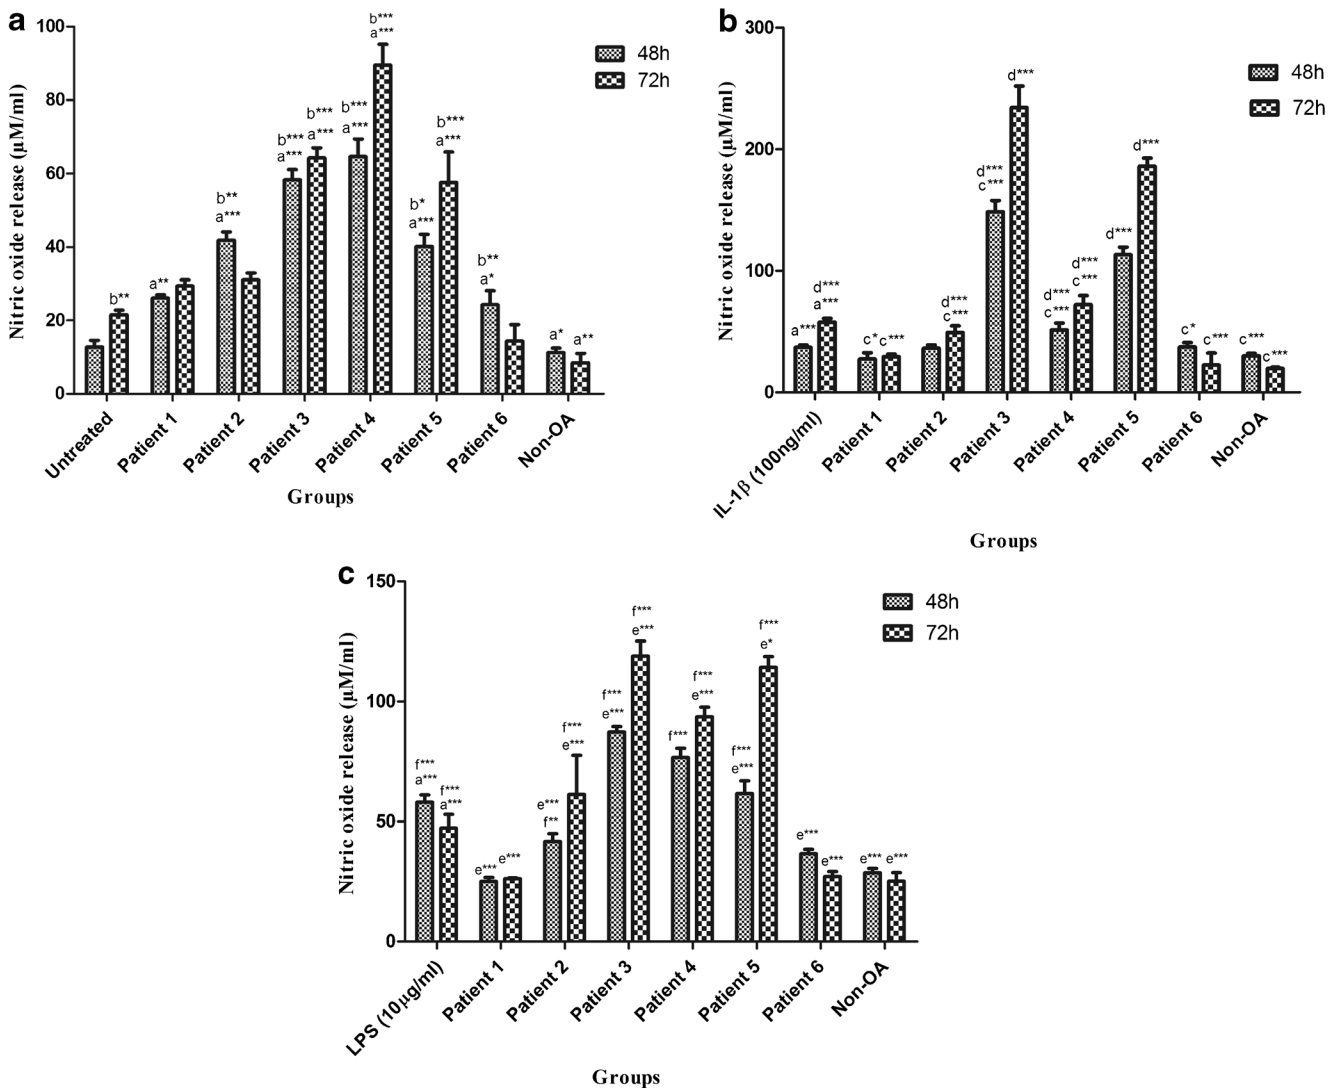 a
Nitric oxide release (μM/ml)
100
80
60
40
20
0
b**
a**
b**
a***
b***
a***
b***
a***
b***
a***
b***
a***
b*
a***
b***
a***
b**
a*
a*
a**
48h
72h
Untreated
Patient 1
Patient 2
Patient 3
Patient 4
Patient 5
Patient 6
Non-OA
Groups
b
Nitric oxide release (μM/ml)
300
200
100
0
a***
d***
a***
c*
c***
d***
c***
d***
c***
d***
d***
c***
d***
c***
d***
d***
c*
c***
c***
c***
48h
72h
IL-1β (100ng/ml)
Patient 1
Patient 2
Patient 3
Patient 4
Patient 5
Patient 6
Non-OA
Groups
c
Nitric oxide release (μM/ml)
150
100
50
0
f***
a***
f***
a***
e***
e***
e***
f**
f***
e***
f***
e***
f***
e***
f***
f***
e***
f***
e***
f***
e*
e***
e***
e***
e***
48h
72h
LPS (10μg/ml)
Patient 1
Patient 2
Patient 3
Patient 4
Patient 5
Patient 6
Non-OA
Groups